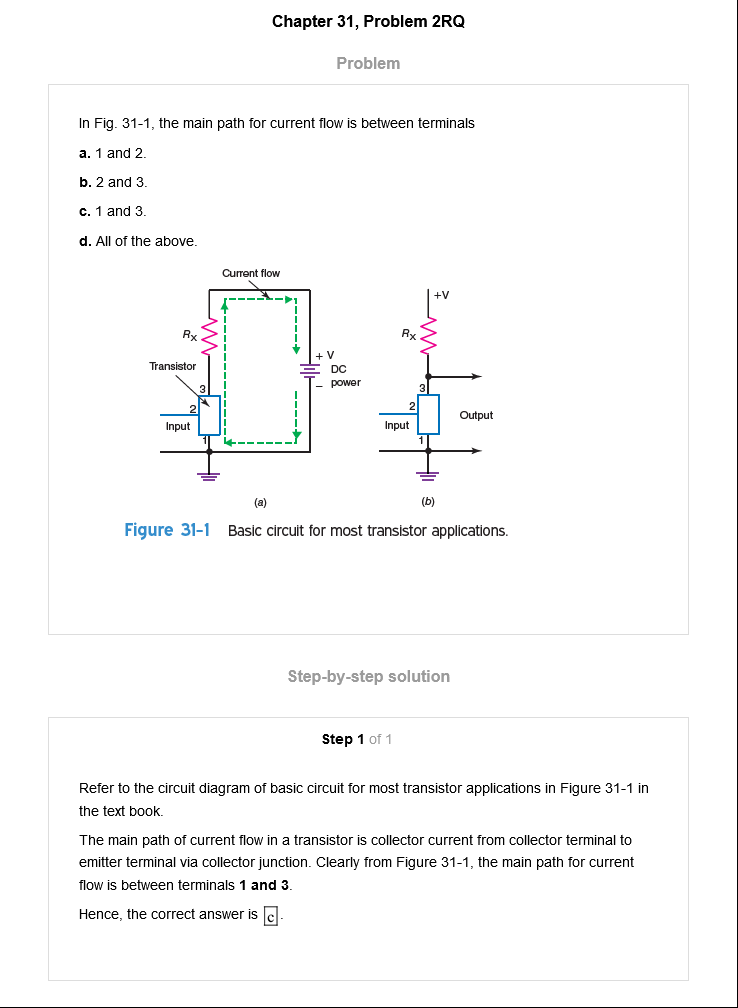 Chapter 31, Problem 2RQ
Problem
In Fig. 31-1, the main path for current flow is between terminals
a. 1 and 2.
b. 2 and 3.
c. 1 and 3.
d. All of the above.
Current flow
+V
RX
RX
+ V
DC
power
−
Transistor
3
3
2
2
Input
Input
Output
1
1
(a)
(b)
Figure 31-1 Basic circuit for most transistor applications.
Step-by-step solution
Step 1 of 1
Refer to the circuit diagram of basic circuit for most transistor applications in Figure 31-1 in
the text book.
The main path of current flow in a transistor is collector current from collector terminal to
emitter terminal via collector junction. Clearly from Figure 31-1, the main path for current
flow is between terminals 1 and 3.
Hence, the correct answer is c.